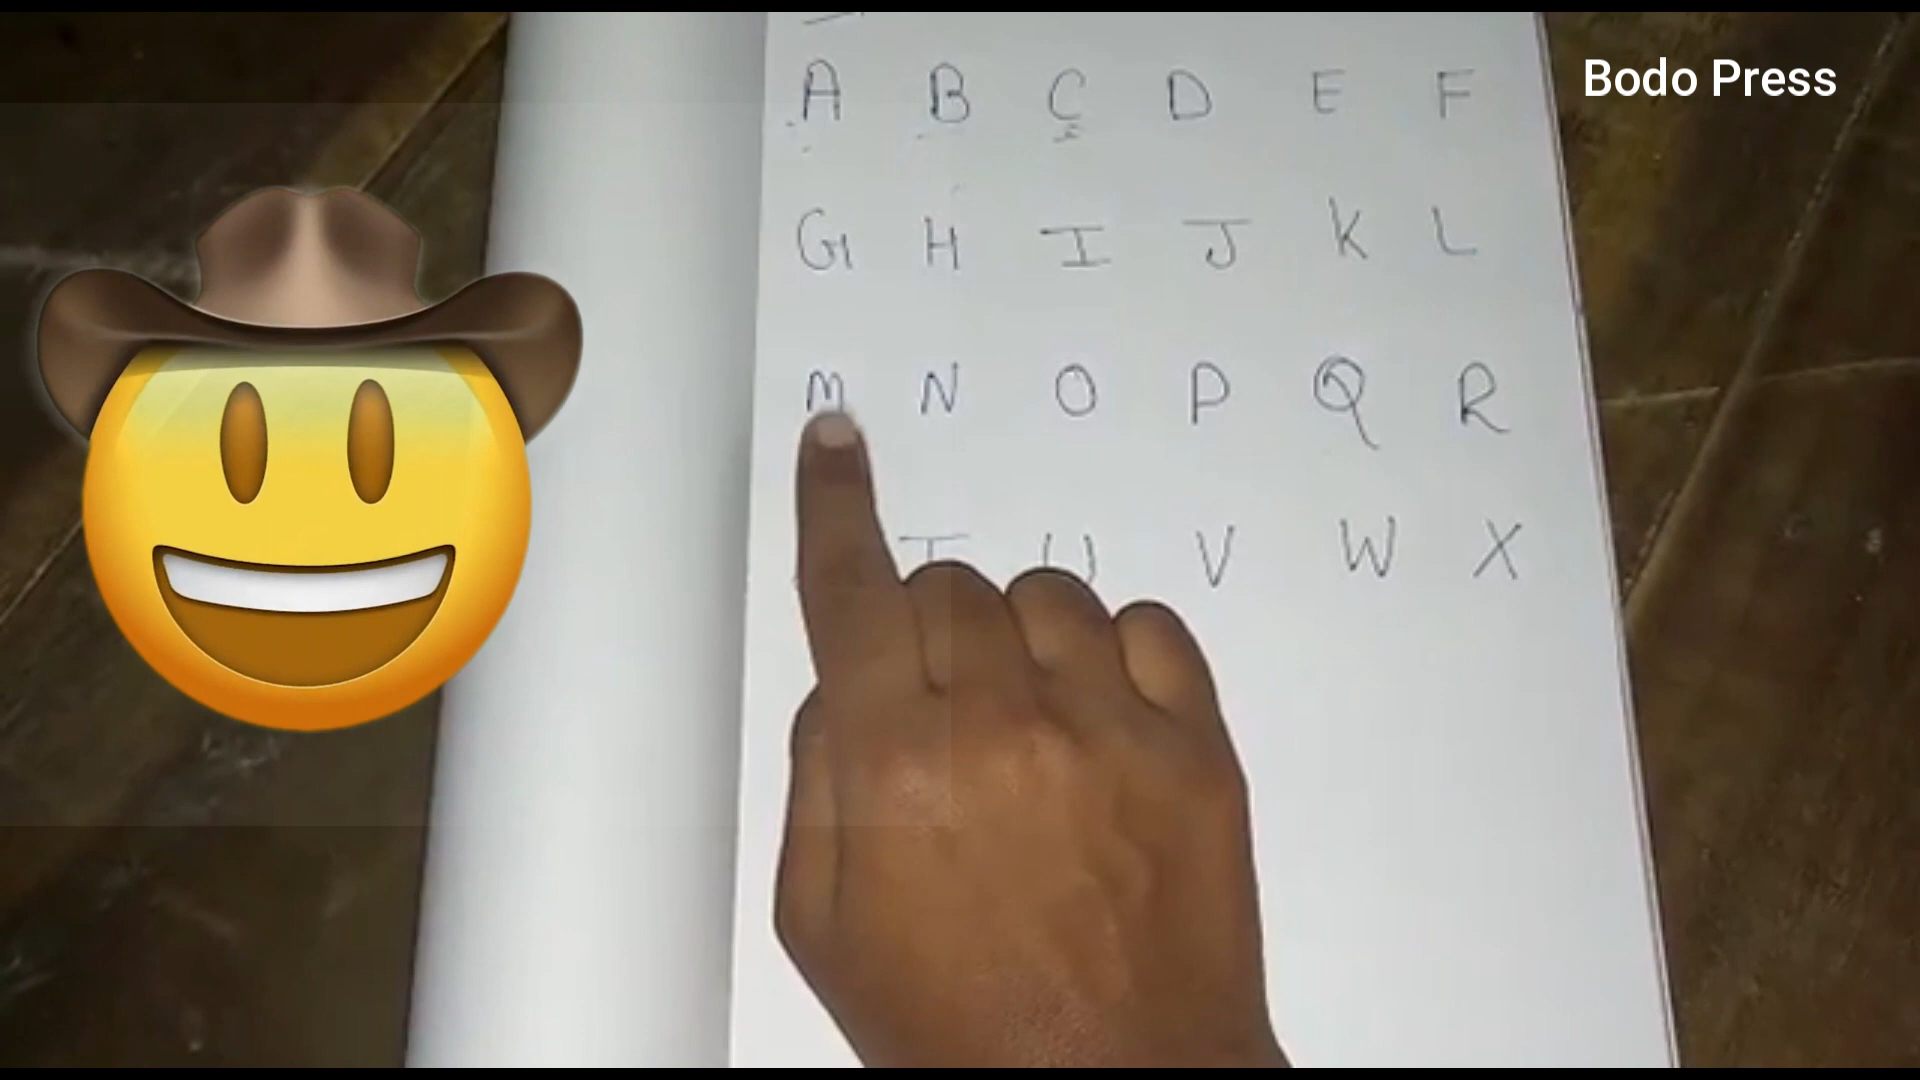 Bodo Press
A B C D E F
G H I J K L
M N O P Q R
T U V W X